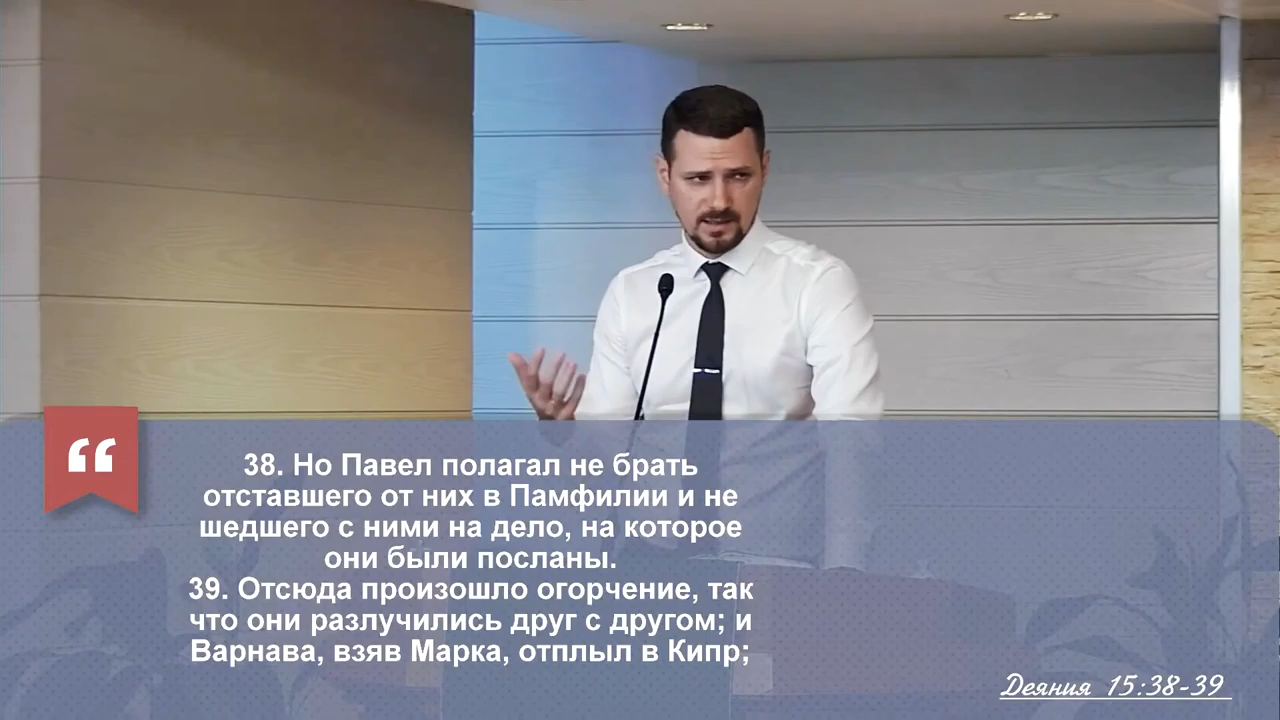 38. Но Павел полагал не брать
отставшего от них в Памфилии и не
шедшего с ними на дело, на которое
они были посланы.
39. Отсюда произошло огорчение, так
что они разлучились друг с другом; и
Варнава, взяв Марка, отплыл в Кипр;
Деяния 15:38-39